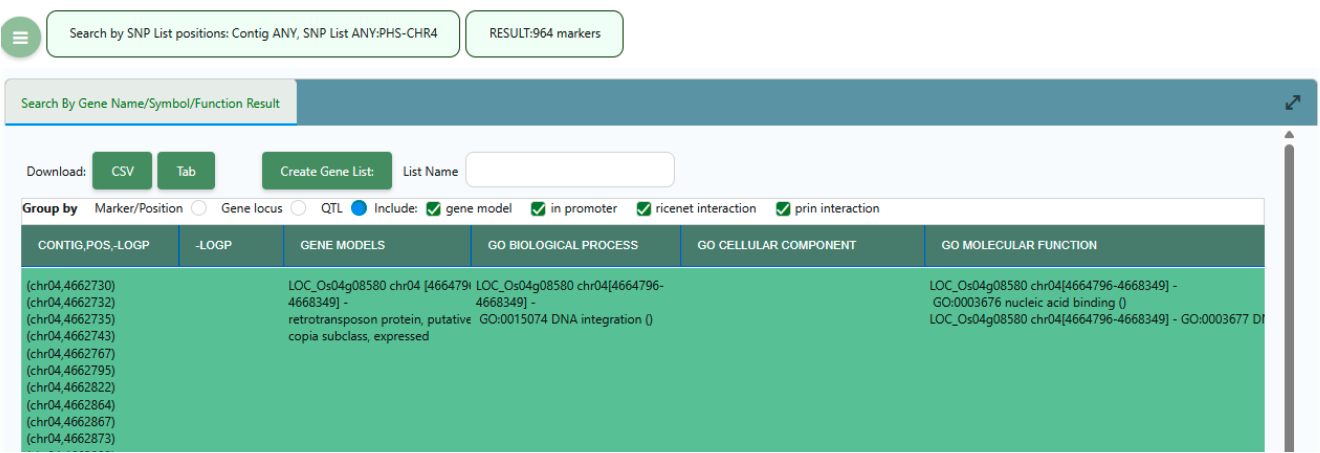 Search by SNP List positions: Contig ANY, SNP List ANY:PHS-CHR4 RESULT:964 markers
Search By Gene Name/Symbol/Function Result
Download: CSV Tab Create Gene List: List Name
Group by Marker/Position Gene locus QTL Include: gene model in promoter ricenet interaction prin interaction
CONTIG,POS,-LOGP -LOGP GENE MODELS GO BIOLOGICAL PROCESS GO CELLULAR COMPONENT GO MOLECULAR FUNCTION
(chr04,4662730) LOC_Os04g08580 chr04 [4664796 LOC_Os04g08580 chr04[4664796- LOC_Os04g08580 chr04[4664796-4668349] -
(chr04,4662732) 4668349] - 4668349] - GO:0003676 nucleic acid binding ()
(chr04,4662735) retrotransposon protein, putative GO:0015074 DNA integration () LOC_Os04g08580 chr04[4664796-4668349] - GO:0003677
(chr04,4662743) copia subclass, expressed
(chr04,4662767)
(chr04,4662795)
(chr04,4662822)
(chr04,4662864)
(chr04,4662867)
(chr04,4662873)